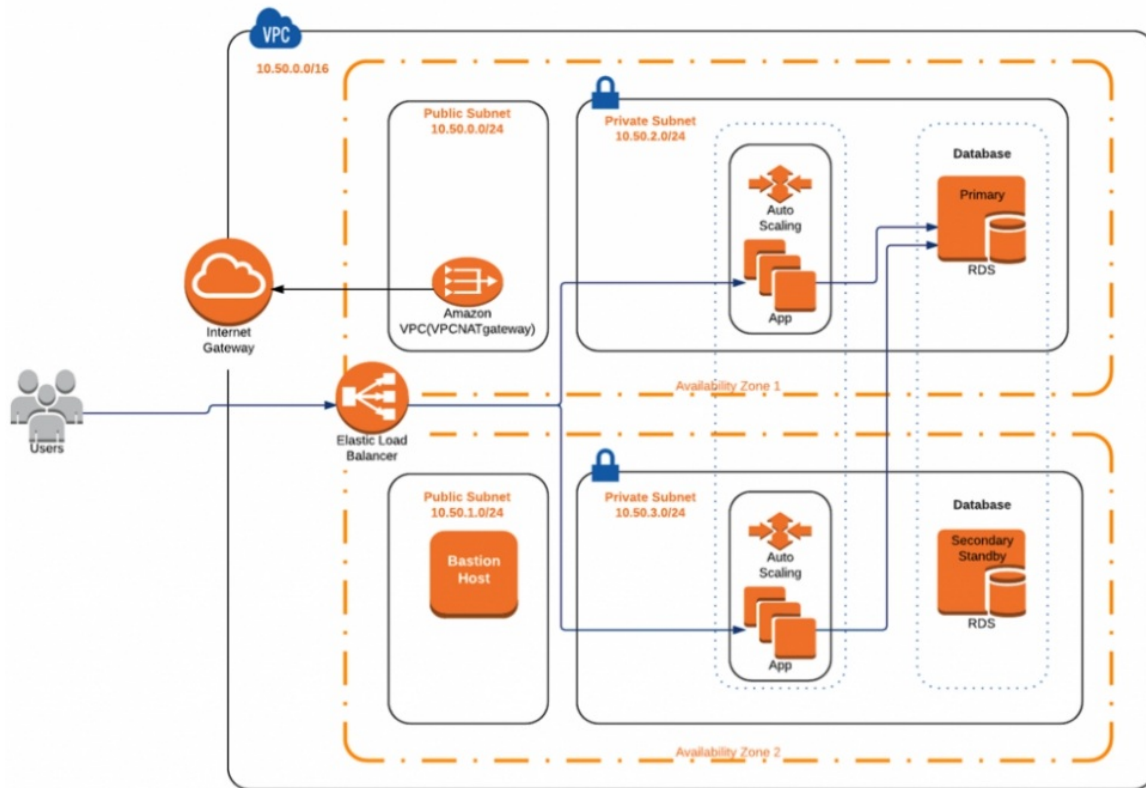 VPC
10.50.0.0/16
Public Subnet
10.50.0.0/24
Private Subnet
10.50.2.0/24
Database
Primary
RDS
Auto
Scaling
App
Amazon
VPC(VPCNATgateway)
Internet
Gateway
Availability Zone 1
Users
Elastic Load
Balancer
Public Subnet
10.50.1.0/24
Bastion
Host
Private Subnet
10.50.3.0/24
Auto
Scaling
App
Database
Secondary
Standby
RDS
Availability Zone 2